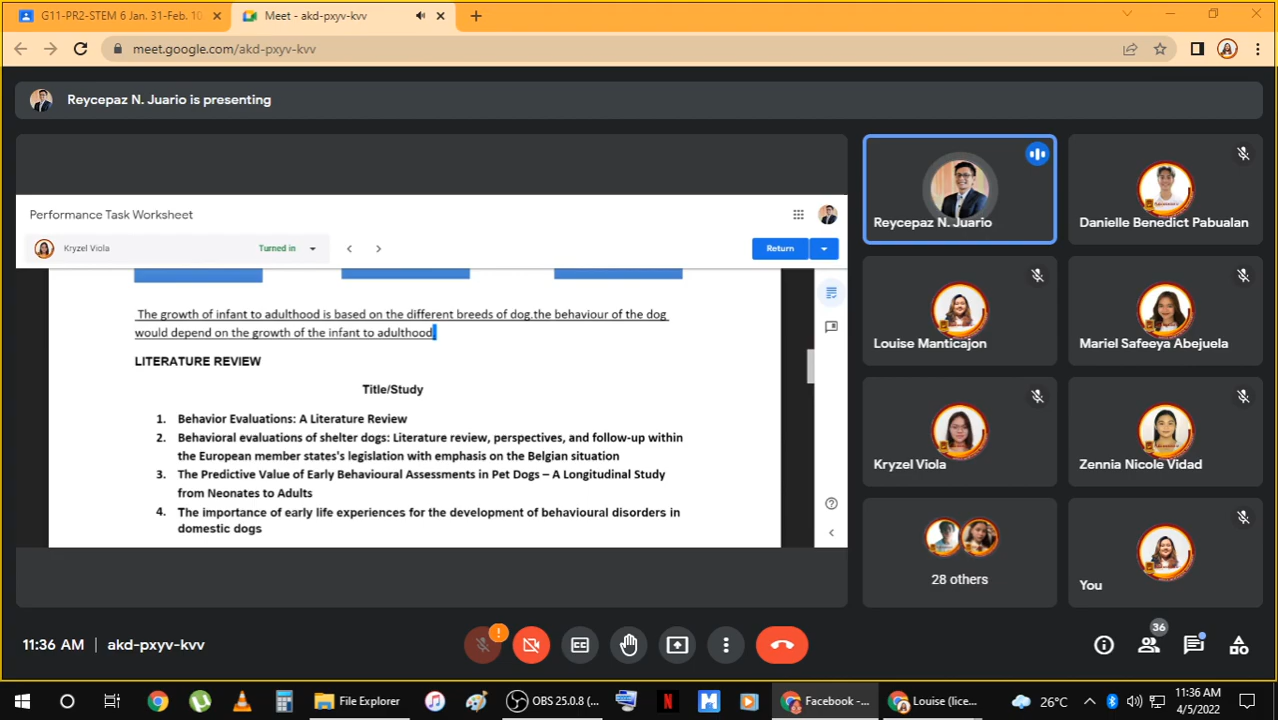 G11-PR2-STEM 6 Jan. 31-Feb. 10
Meet - akd-pxyv-kvv
meet.google.com/akd-pxyv-kvv
Reycepaz N. Juario is presenting
Performance Task Worksheet
Kryzel Viola
Turned in
Return
The growth of infant to adulthood is based on the different breeds of dog.the behaviour of the dog
would depend on the growth of the infant to adulthood.
LITERATURE REVIEW
Title/Study
1. Behavior Evaluations: A Literature Review
2. Behavioral evaluations of shelter dogs: Literature review, perspectives, and follow-up within
the European member states's legislation with emphasis on the Belgian situation
3. The Predictive Value of Early Behavioural Assessments in Pet Dogs – A Longitudinal Study
from Neonates to Adults
4. The importance of early life experiences for the development of behavioural disorders in
domestic dogs
Reycepaz N. Juario
Danielle Benedict Pabualan
Louise Manticajon
Mariel Safeeya Abejuela
Kryzel Viola
Zennia Nicole Vidad
28 others
You
11:36 AM | akd-pxyv-kvv
36
File Explorer
OBS 25.0.8 (...
Facebook -...
Louise (lice...
26°C
11:36 AM
4/5/2022